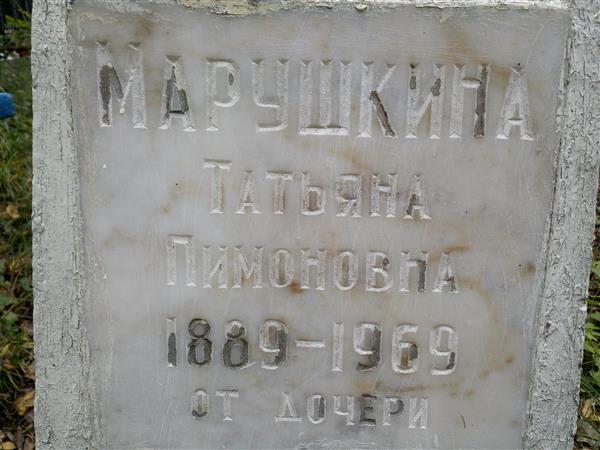 Марушкина
Татьяна
Пимоновна
1889-1969
от дочери